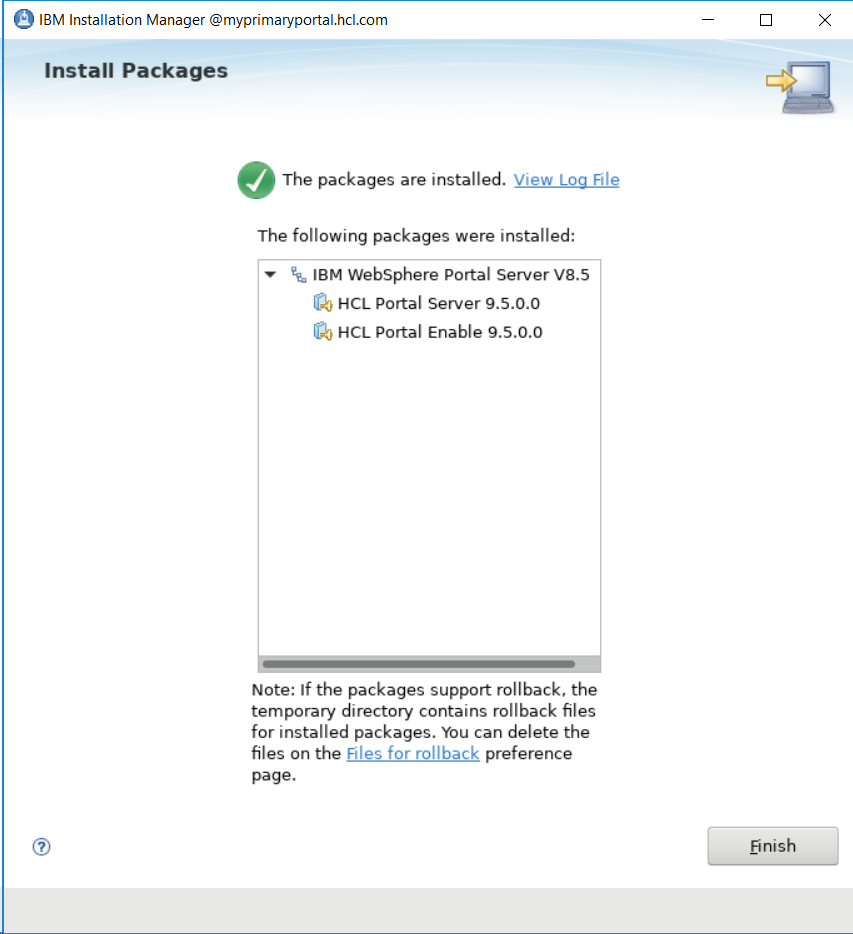 IBM Installation Manager @myprimaryportal.hcl.com
Install Packages
The packages are installed. View Log File
The following packages were installed:
IBM WebSphere Portal Server V8.5
HCL Portal Server 9.5.0.0
HCL Portal Enable 9.5.0.0
Note: If the packages support rollback, the
temporary directory contains rollback files
for installed packages. You can delete the
files on the Files for rollback preference
page.
?
Finish